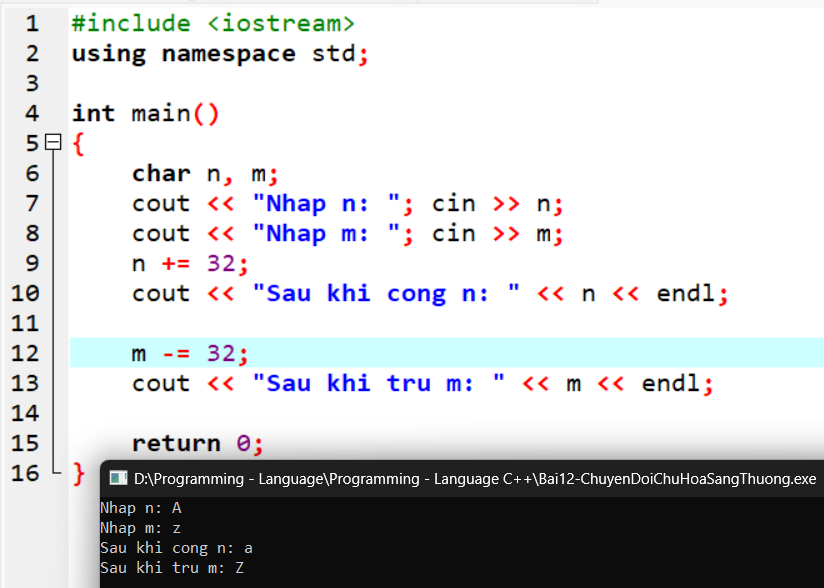 1 #include <iostream>
2 using namespace std;
3
4 int main()
5 {
6 char n, m;
7 cout << "Nhap n: "; cin >> n;
8 cout << "Nhap m: "; cin >> m;
9 n += 32;
10 cout << "Sau khi cong n: " << n << endl;
11
12 m -= 32;
13 cout << "Sau khi tru m: " << m << endl;
14
15 return 0;
16 }
D:\Programming - Language\Programming - Language C++\Bai12-ChuyenDoiChuHoaSangThuong.exe
Nhap n: A
Nhap m: z
Sau khi cong n: a
Sau khi tru m: Z